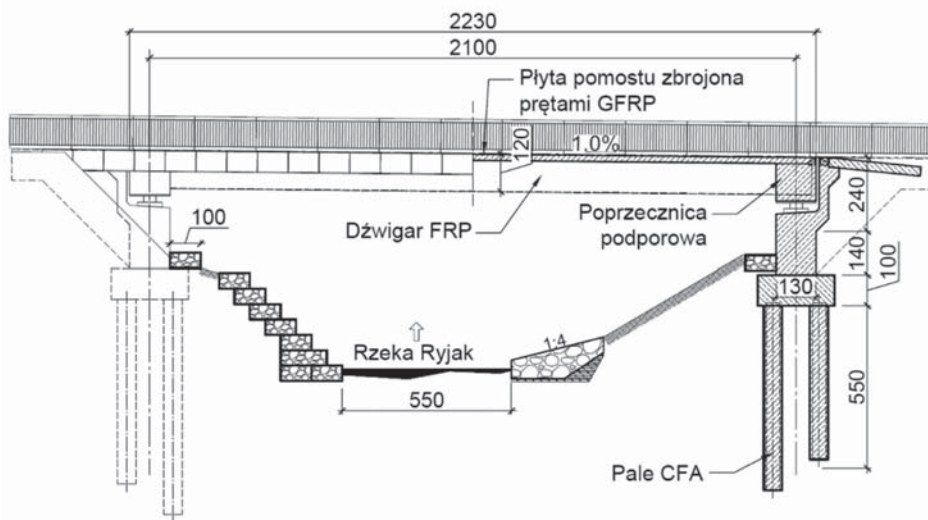 2230
2100
Płyta pomostu zbrojona
prętami GFRP
120
1.0%
100
Dźwigar FRP
Poprzecznica
podporowa
240
140
100
130
1:4
Rzeka Ryjak
550
550
Pale CFA